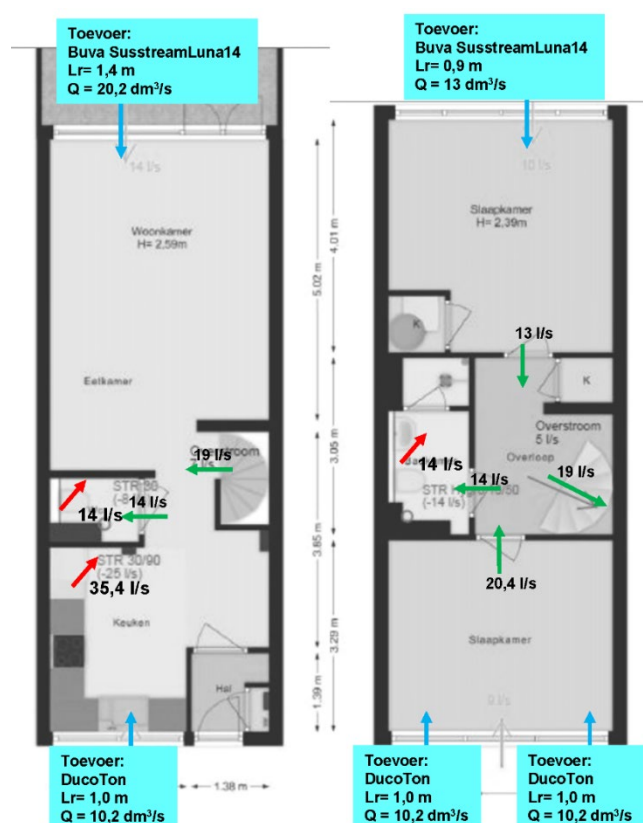 Toevoer:
Buva SusstreamLuna14
Lr= 1,4 m
Q = 20,2 dm³/s
Toevoer:
Buva SusstreamLuna14
Lr= 0,9 m
Q = 13 dm³/s
14 l/s
Woonkamer
H= 2,59m
Eetkamer
5.02 m
4.01 m
10 l/s
Slaapkamer
H= 2,39m
K
13 l/s
K
Overstroom
19 l/s
3.05 m
3.85 m
Overstroom
5 l/s
Overloop
19 l/s
14 l/s
14 l/s
STR
(-14 l/s)
14 l/s
14 l/s
STR 30/90
(-25 l/s)
35,4 l/s
Keuken
3.29 m
20,4 l/s
Slaapkamer
Hal
1.39 m
9 l/s
Toevoer:
DucoTon
Lr= 1,0 m
Q = 10,2 dm³/s
1.38 m
Toevoer:
DucoTon
Lr= 1,0 m
Q = 10,2 dm³/s
Toevoer:
DucoTon
Lr= 1,0 m
Q = 10,2 dm³/s